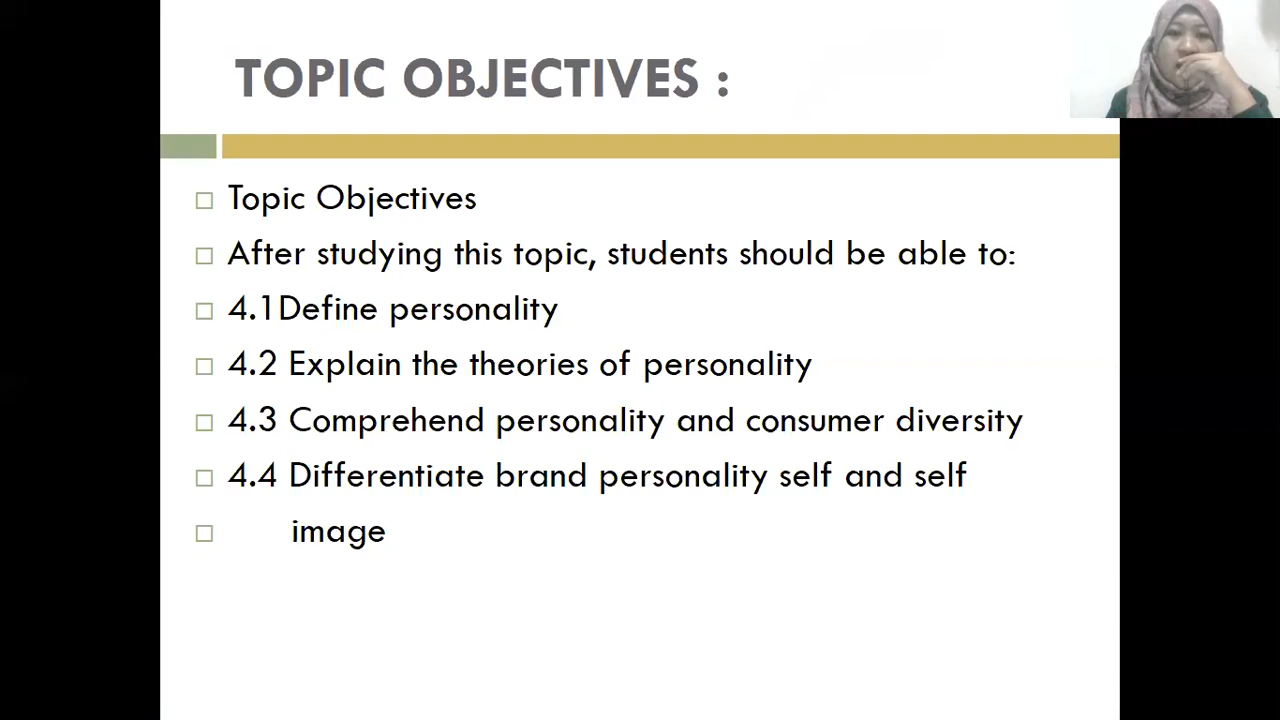 TOPIC OBJECTIVES :
Topic Objectives
After studying this topic, students should be able to:
4.1Define personality
4.2 Explain the theories of personality
4.3 Comprehend personality and consumer diversity
4.4 Differentiate brand personality self and self
image